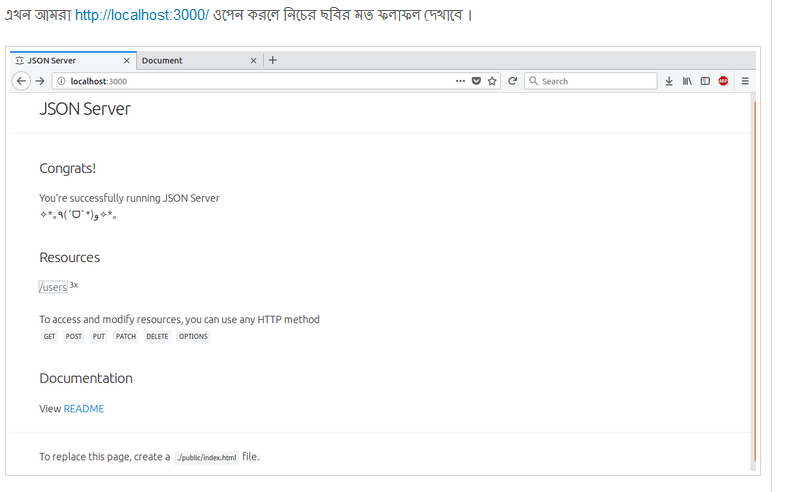 এখন আমরা http://localhost:3000/ ওপেন করলে নিচের ছবির মত ফলাফল দেখাবে ।
JSON Server
Document
localhost:3000
Search
ABP
JSON Server
Congrats!
You're successfully running JSON Server
✧*｡٩(ˊᗜˋ*)و✧*｡
Resources
/users 3x
To access and modify resources, you can use any HTTP method
GET POST PUT PATCH DELETE OPTIONS
Documentation
View README
To replace this page, create a ./public/index.html file.